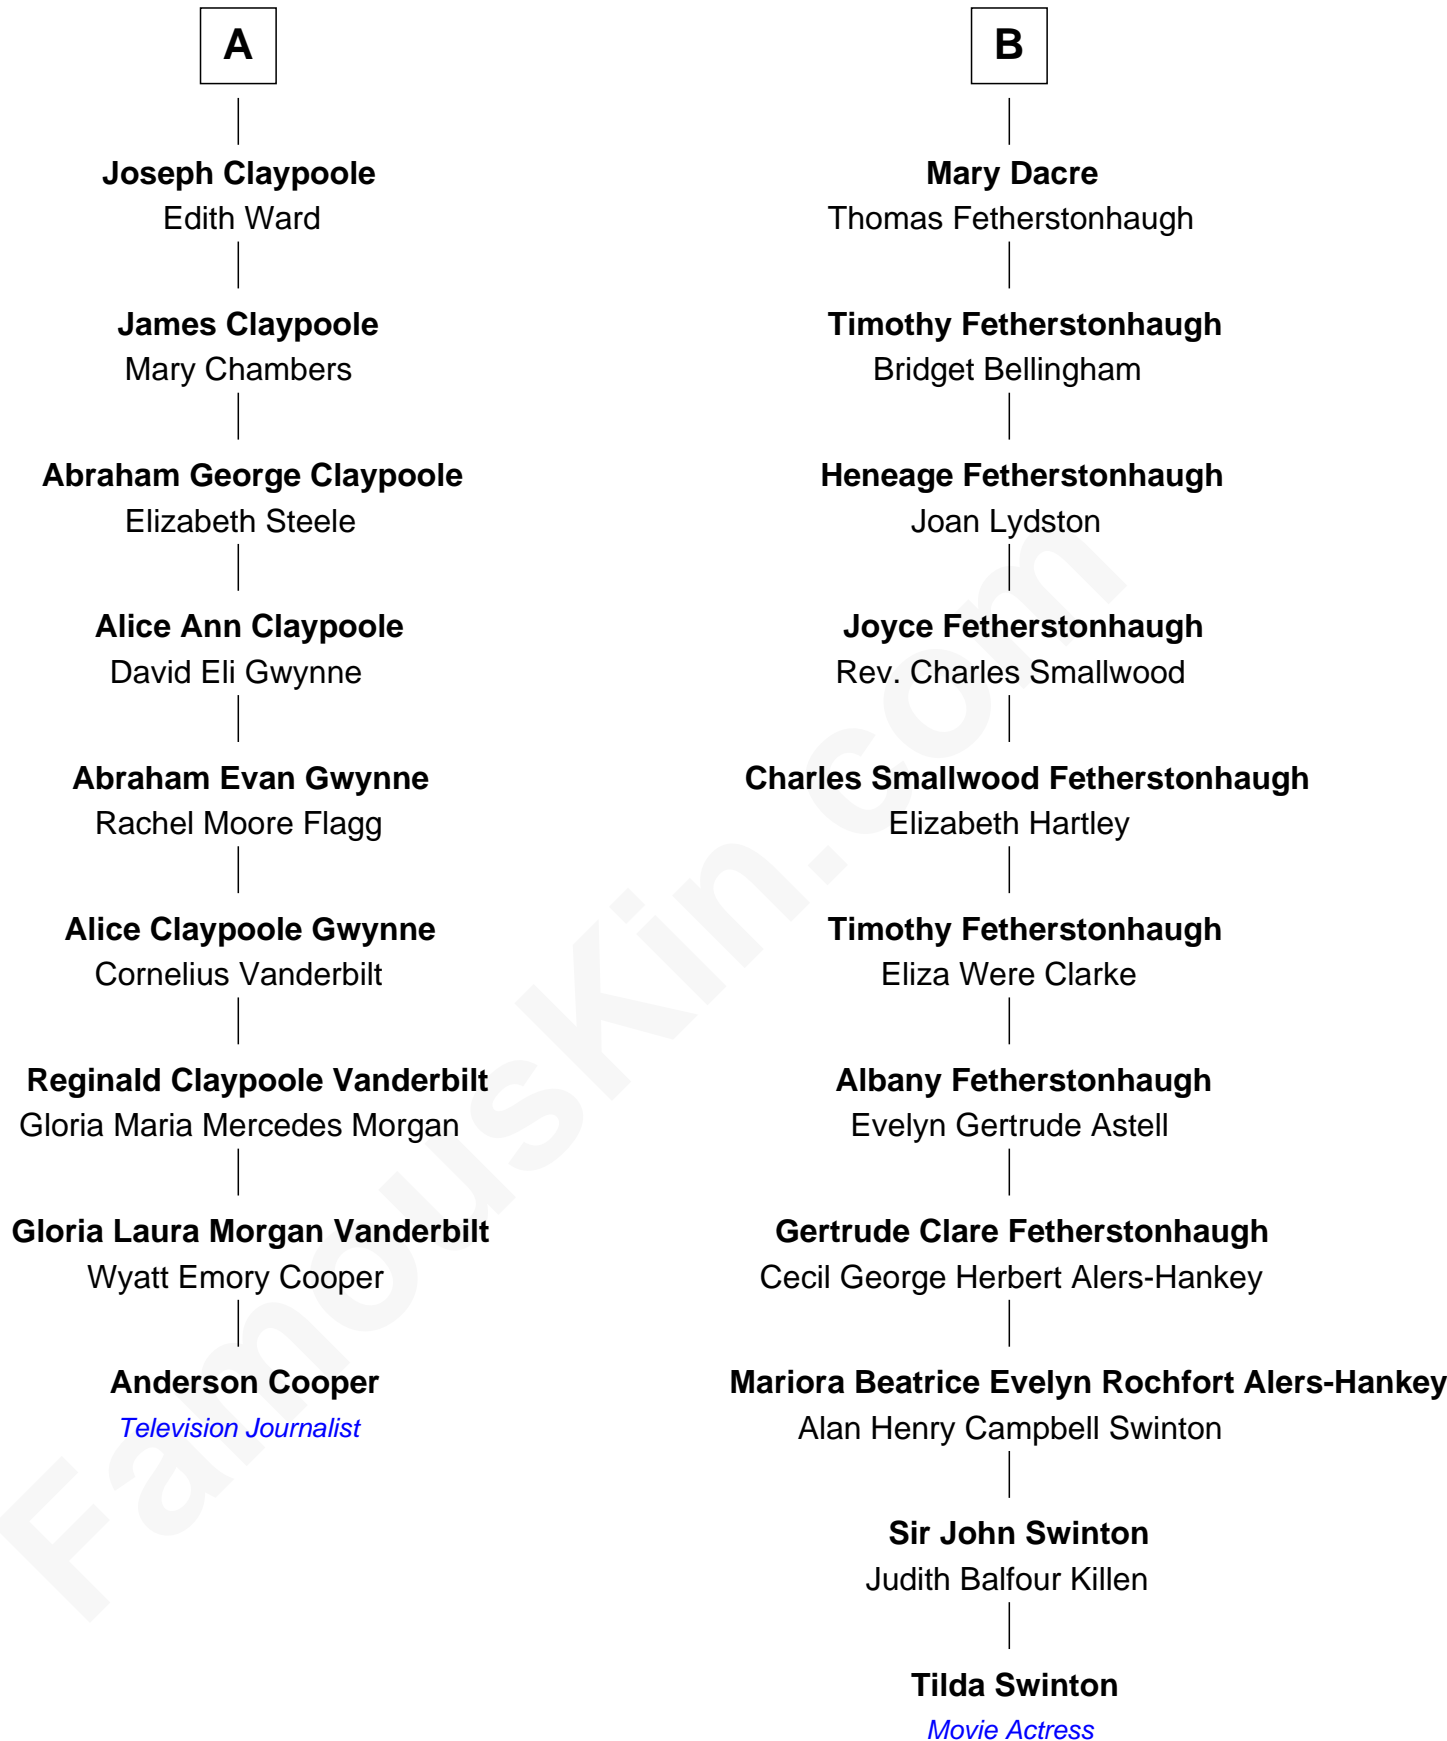 A
Joseph Claypoole
Edith Ward
James Claypoole
Mary Chambers
Abraham George Claypoole
Elizabeth Steele
Alice Ann Claypoole
David Eli Gwynne
Abraham Evan Gwynne
Rachel Moore Flagg
Alice Claypoole Gwynne
Cornelius Vanderbilt
Reginald Claypoole Vanderbilt
Gloria Maria Mercedes Morgan
Gloria Laura Morgan Vanderbilt
Wyatt Emory Cooper
Anderson Cooper
Television Journalist
B
Mary Dacre
Thomas Fetherstonhaugh
Timothy Fetherstonhaugh
Bridget Bellingham
Heneage Fetherstonhaugh
Joan Lydston
Joyce Fetherstonhaugh
Rev. Charles Smallwood
Charles Smallwood Fetherstonhaugh
Elizabeth Hartley
Timothy Fetherstonhaugh
Eliza Were Clarke
Albany Fetherstonhaugh
Evelyn Gertrude Astell
Gertrude Clare Fetherstonhaugh
Cecil George Herbert Alers-Hankey
Mariora Beatrice Evelyn Rochfort Alers-Hankey
Alan Henry Campbell Swinton
Sir John Swinton
Judith Balfour Killen
Tilda Swinton
Movie Actress
FamousKin.com